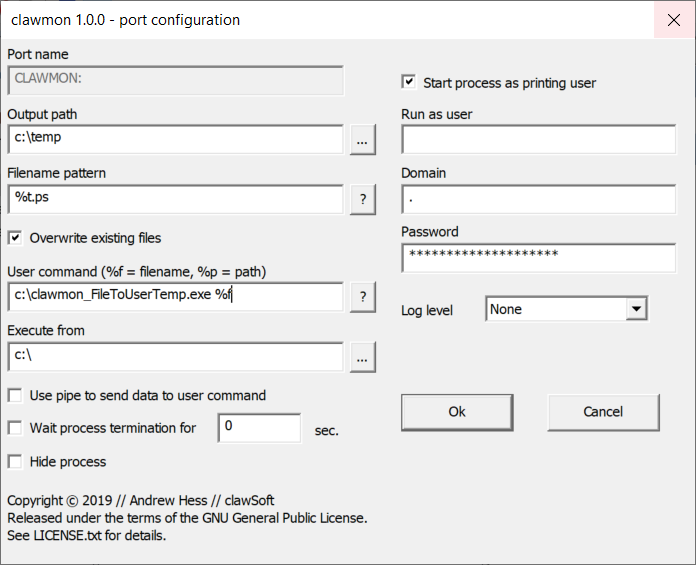 clawmon 1.0.0 - port configuration
Port name
CLAWMON:
Start process as printing user
Output path
c:\temp
...
Run as user
Filename pattern
%t.ps
?
Domain
.
Overwrite existing files
Password
********************
User command (%f = filename, %p = path)
c:\clawmon_FileToUserTemp.exe %f
?
Log level
None
Execute from
c:\
...
Use pipe to send data to user command
Wait process termination for
0
sec.
Ok
Cancel
Hide process
Copyright © 2019 // Andrew Hess // clawSoft
Released under the terms of the GNU General Public License.
See LICENSE.txt for details.